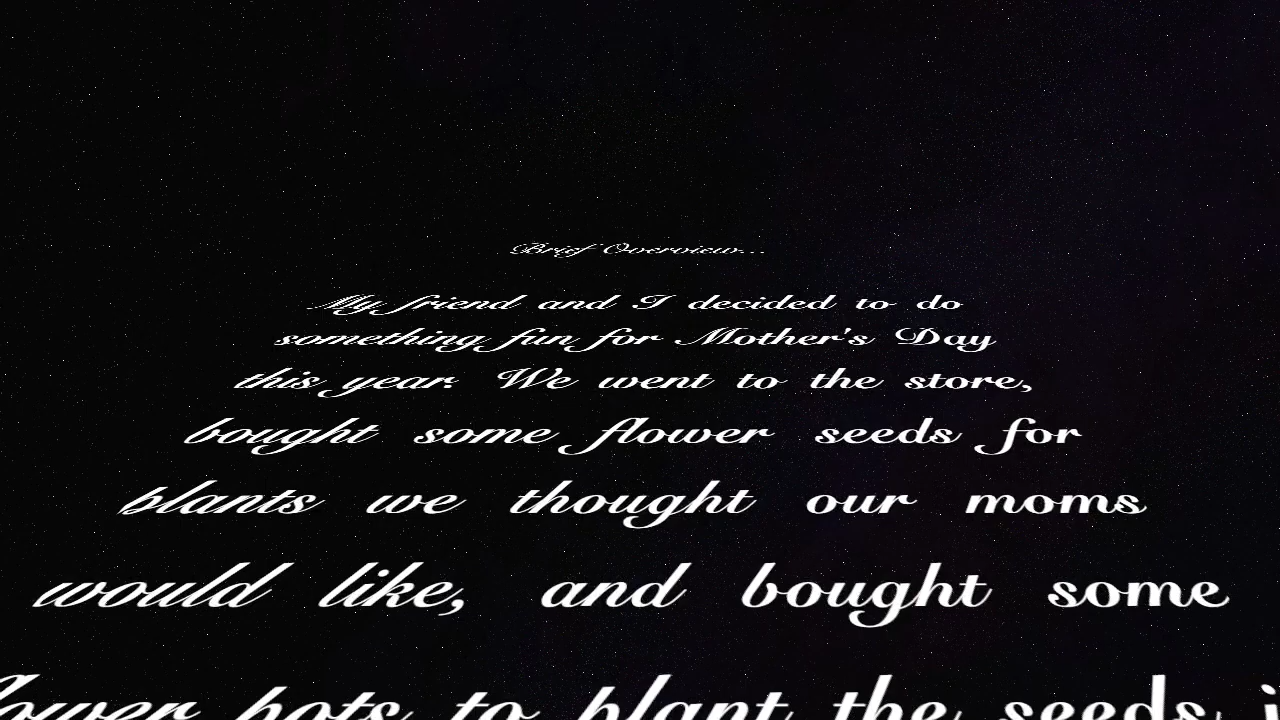 Brief Overview...
My friend and I decided to do
something fun for Mother's Day
this year. We went to the store,
bought some flower seeds for
plants we thought our moms
would like, and bought some
flower pots to plant the seeds